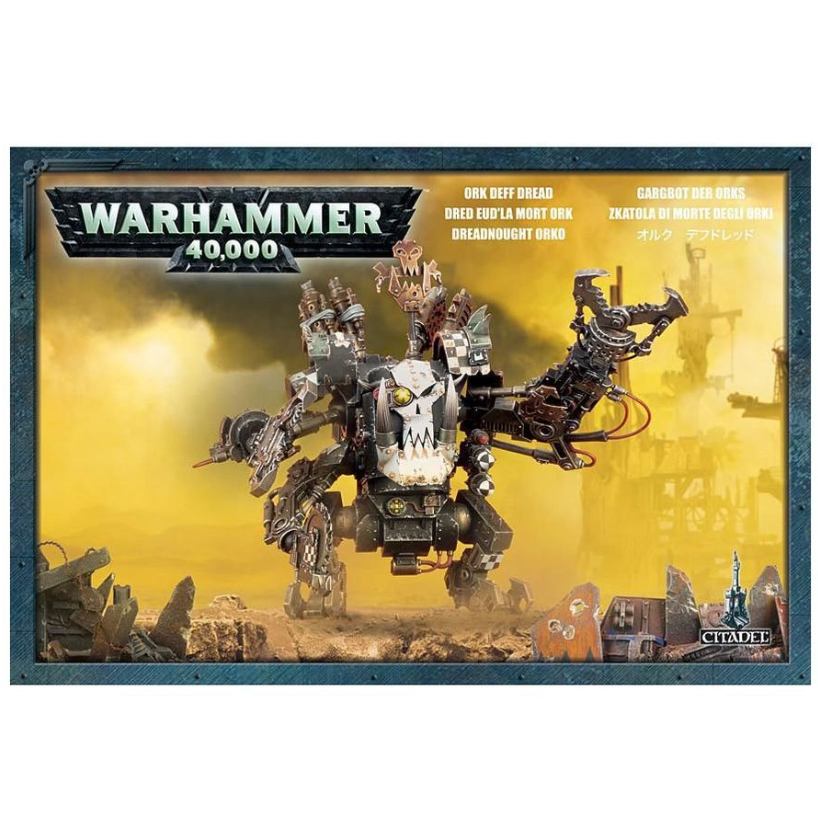 WARHAMMER
40,000
ORK DEFF DREAD
DRED EUD'LA MORT ORK
DREADNOUGHT ORKO
GARGBOT DER ORKS
ZKATOLA DI MORTE DEGLI ORKI
オルク デフドレッド
CITADEL